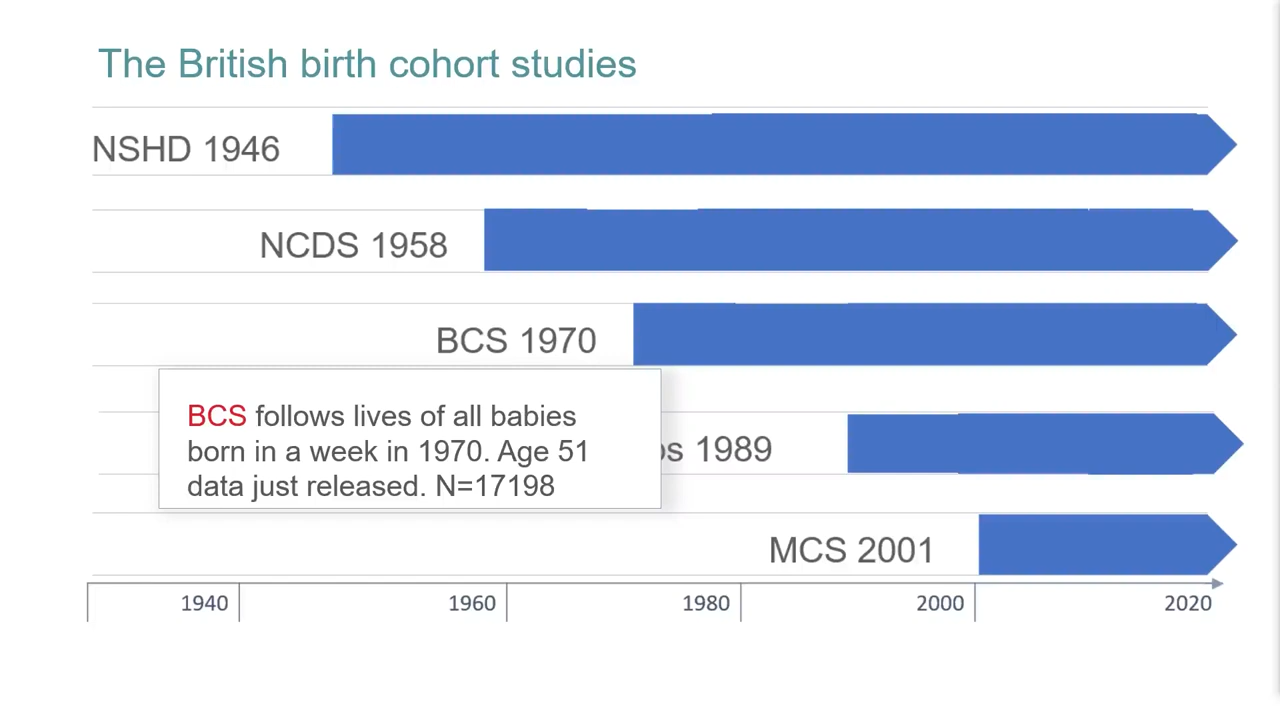 The British birth cohort studies
NSHD 1946
NCDS 1958
BCS 1970
BCS follows lives of all babies
born in a week in 1970. Age 51
data just released. N=17198
1989
MCS 2001
1940 1960 1980 2000 2020